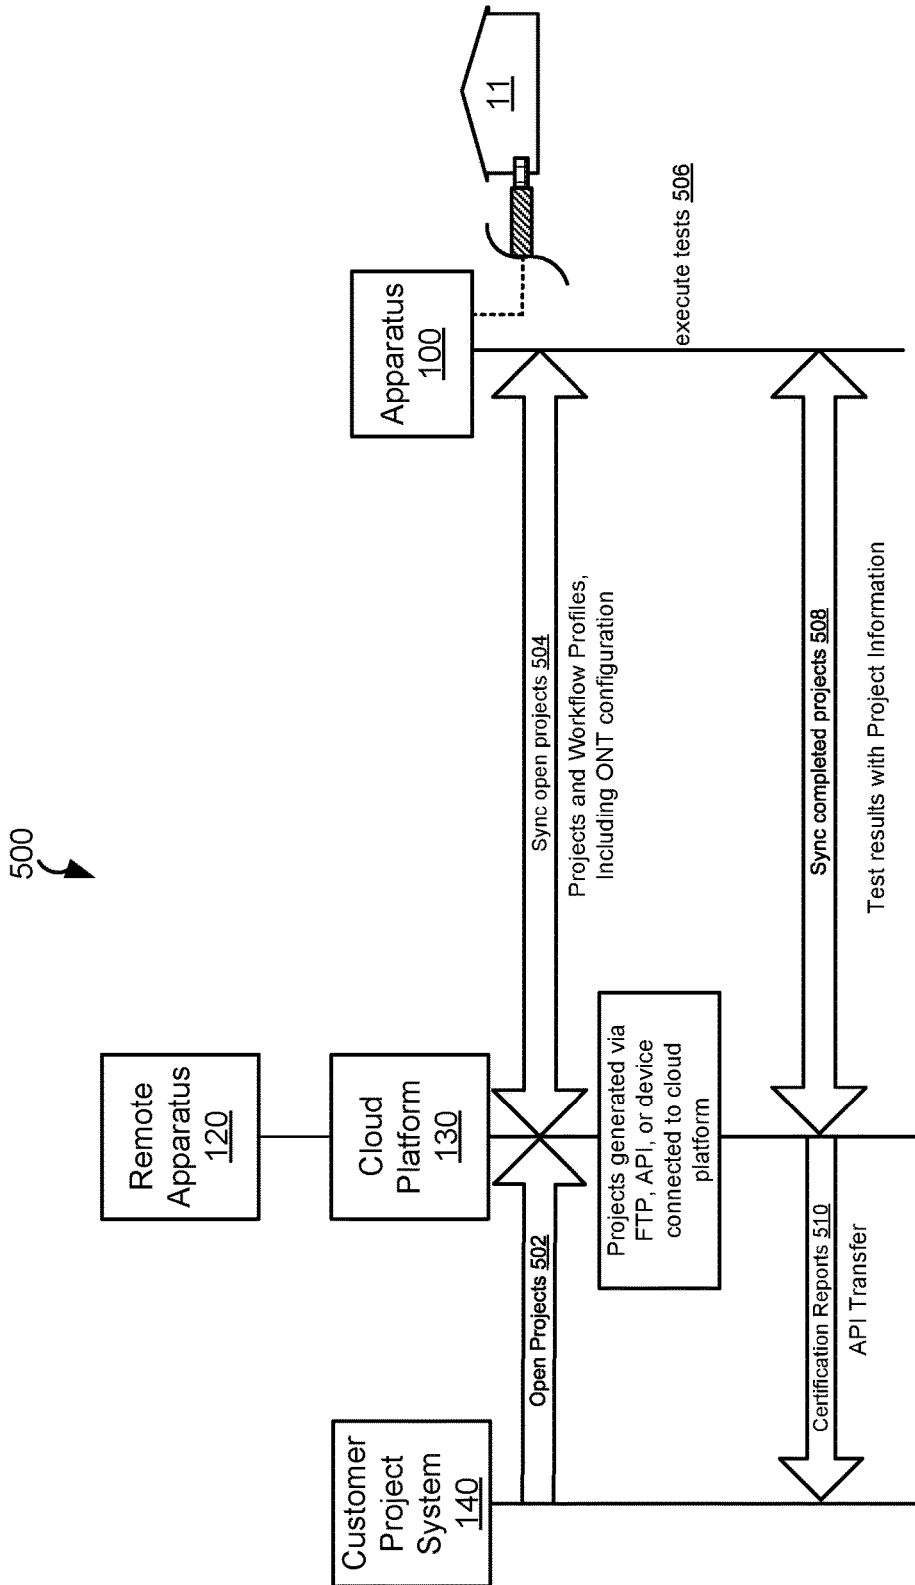 500
Remote
Apparatus
120
Customer
Project
System
140
Cloud
Platform
130
Apparatus
100
11
Open Projects 502
Sync open projects 504
Projects and Workflow Profiles,
Including ONT configuration
Projects generated via
FTP, API, or device
connected to cloud
platform
execute tests 506
Certification Reports 510
API Transfer
Sync completed projects 508
Test results with Project Information